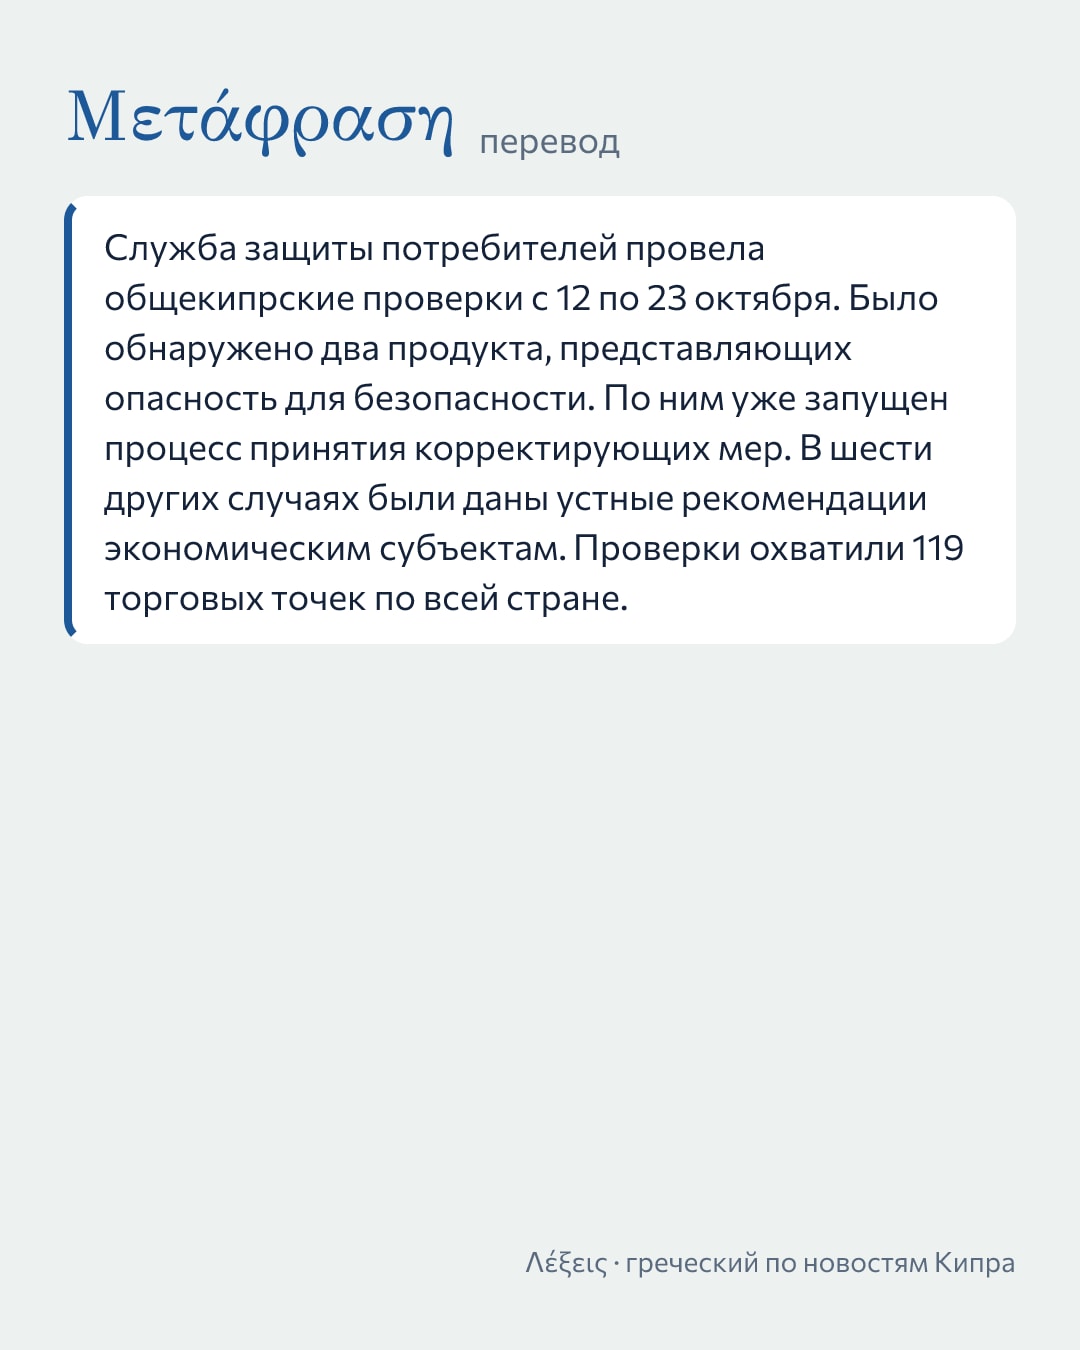 Μετάφραση перевод
Служба защиты потребителей провела
общекипрские проверки с 12 по 23 октября. Было
обнаружено два продукта, представляющих
опасность для безопасности. По ним уже запущен
процесс принятия корректирующих мер. В шести
других случаях были даны устные рекомендации
экономическим субъектам. Проверки охватили 119
торговых точек по всей стране.
Λέξεις · греческий по новостям Кипра